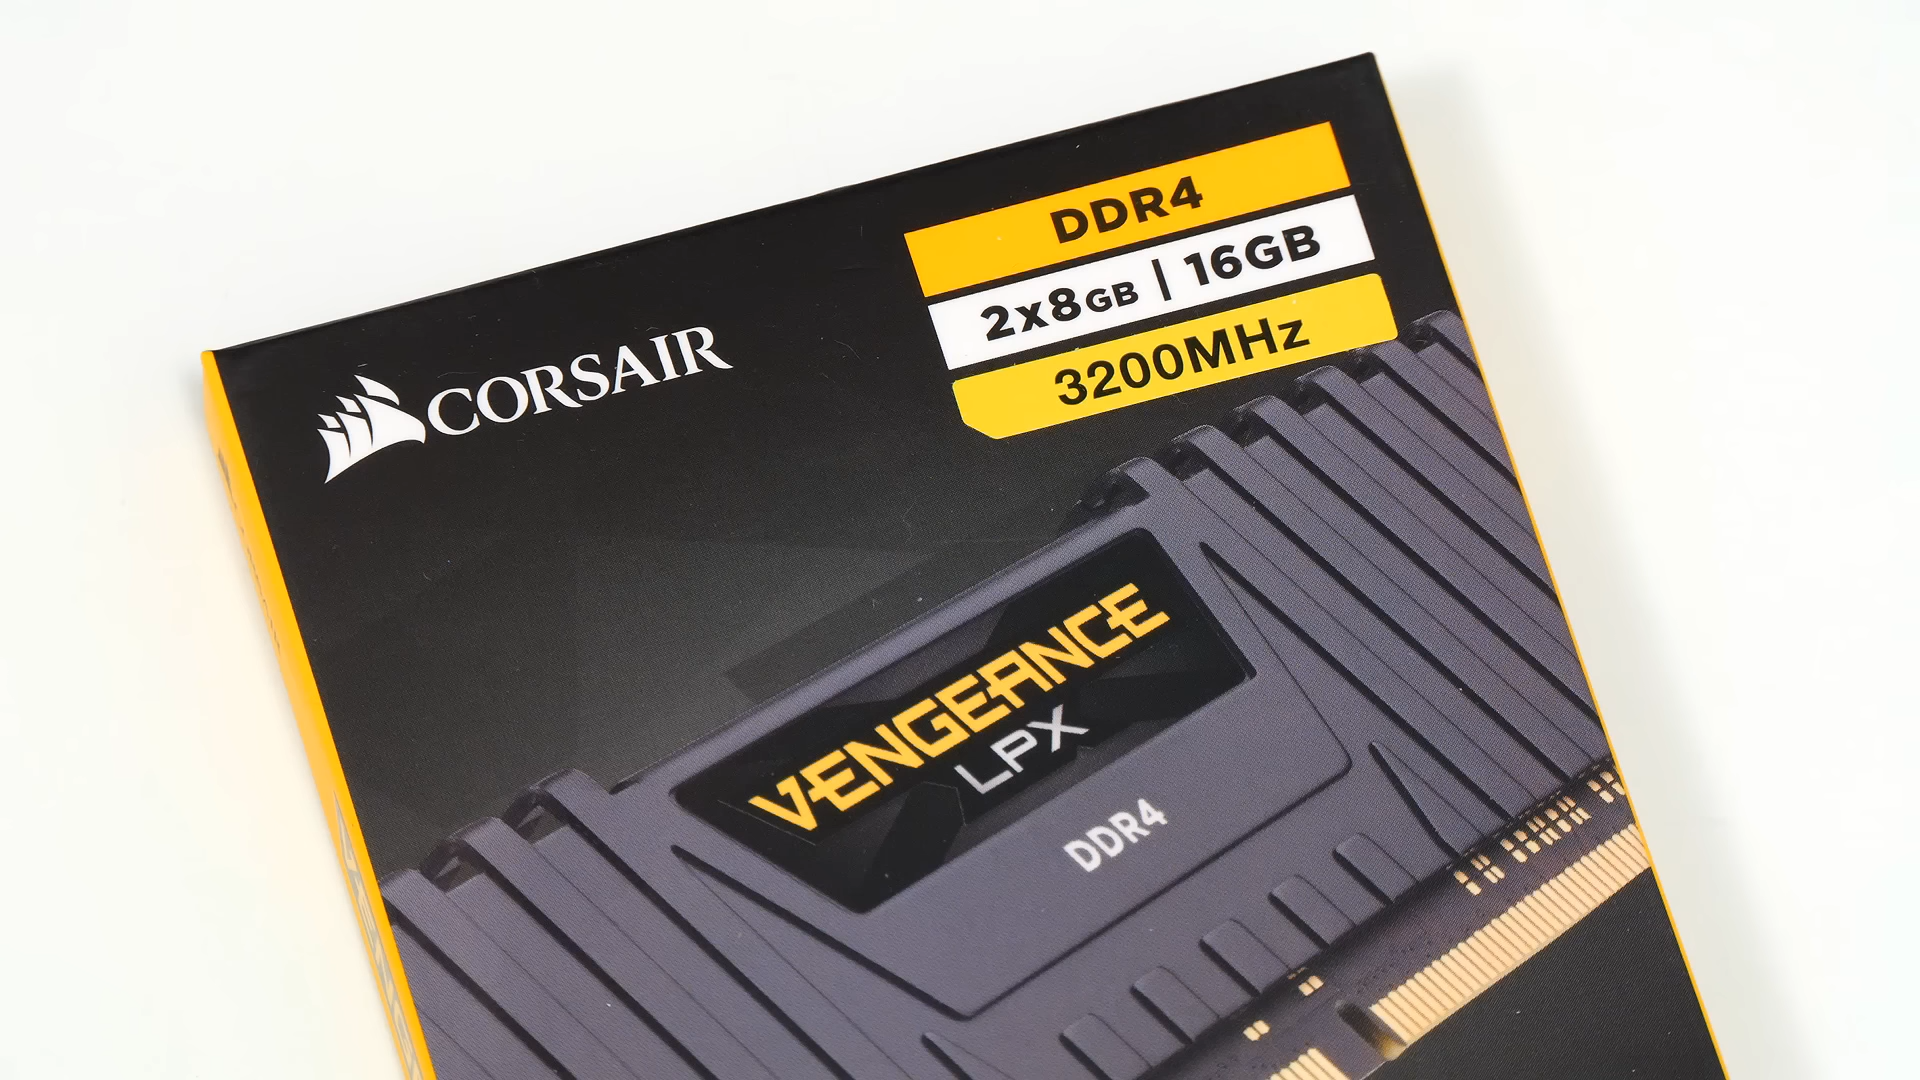 CORSAIR
DDR4
2x8GB | 16GB
3200MHz
VENGEANCE
LPX
DDR4